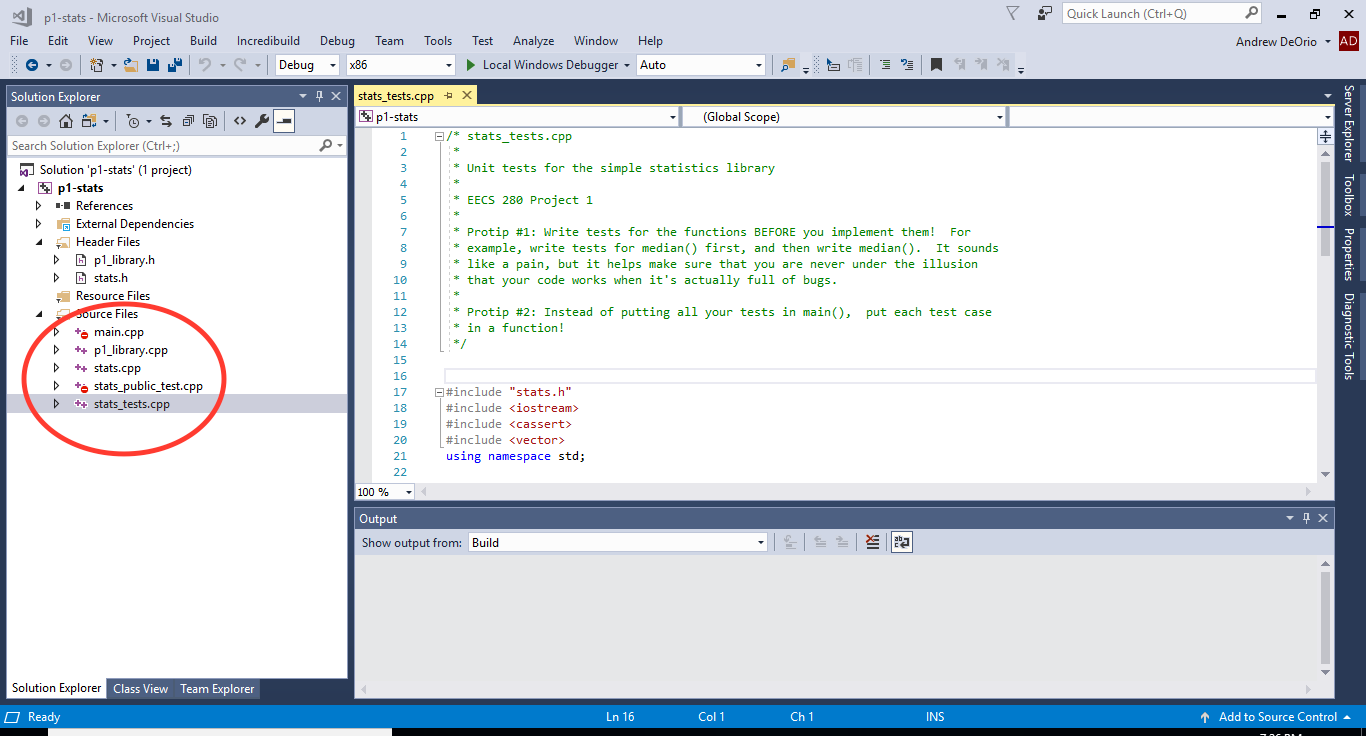 p1-stats - Microsoft Visual Studio
Quick Launch (Ctrl+Q)
File Edit View Project Build Incredibuild Debug Team Tools Test Analyze Window Help
Andrew DeOrio AD
Debug x86 Local Windows Debugger Auto
Solution Explorer
Search Solution Explorer (Ctrl+;)
Solution 'p1-stats' (1 project)
p1-stats
References
External Dependencies
Header Files
p1_library.h
stats.h
Resource Files
Source Files
main.cpp
p1_library.cpp
stats.cpp
stats_public_test.cpp
stats_tests.cpp
Solution Explorer Class View Team Explorer
stats_tests.cpp
p1-stats (Global Scope)
1 /* stats_tests.cpp
2 *
3 * Unit tests for the simple statistics library
4 *
5 * EECS 280 Project 1
6 *
7 * Protip #1: Write tests for the functions BEFORE you implement them!  For
8 * example, write tests for median() first, and then write median().  It sounds
9 * like a pain, but it helps make sure that you are never under the illusion
10 * that your code works when it's actually full of bugs.
11 *
12 * Protip #2: Instead of putting all your tests in main(),  put each test case
13 * in a function!
14 */
15
16
17 #include "stats.h"
18 #include <iostream>
19 #include <cassert>
20 #include <vector>
21 using namespace std;
22
100 %
Output
Show output from: Build
Server Explorer
Toolbox
Properties
Diagnostic Tools
Ready Ln 16 Col 1 Ch 1 INS Add to Source Control